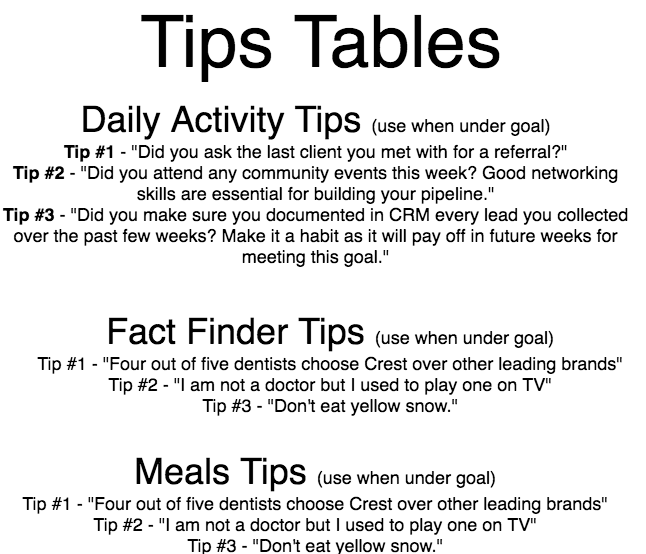 Tips Tables
Daily Activity Tips (use when under goal)
Tip #1 - "Did you ask the last client you met with for a referral?"
Tip #2 - "Did you attend any community events this week? Good networking
skills are essential for building your pipeline."
Tip #3 - "Did you make sure you documented in CRM every lead you collected
over the past few weeks? Make it a habit as it will pay off in future weeks for
meeting this goal."
Fact Finder Tips (use when under goal)
Tip #1 - "Four out of five dentists choose Crest over other leading brands"
Tip #2 - "I am not a doctor but I used to play one on TV"
Tip #3 - "Don't eat yellow snow."
Meals Tips (use when under goal)
Tip #1 - "Four out of five dentists choose Crest over other leading brands"
Tip #2 - "I am not a doctor but I used to play one on TV"
Tip #3 - "Don't eat yellow snow."